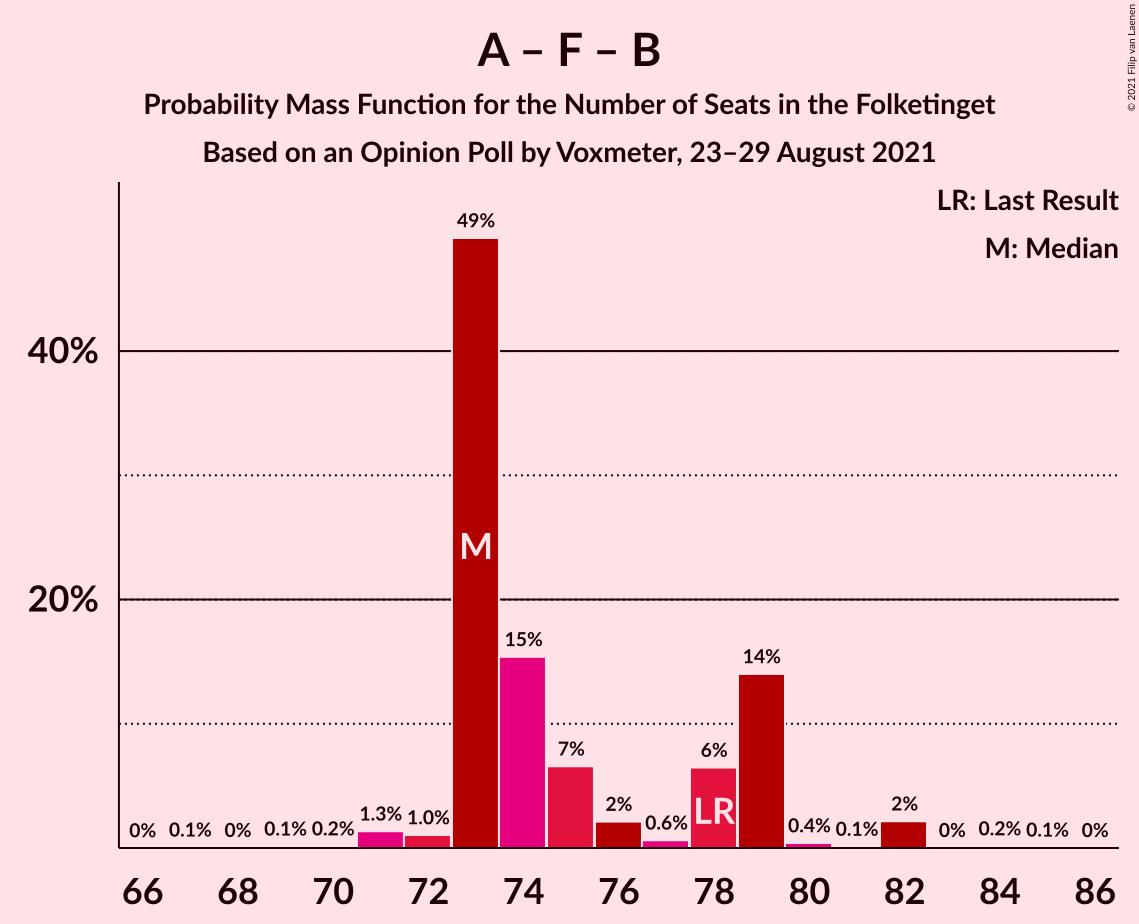 A – F – B
Probability Mass Function for the Number of Seats in the Folketinget
Based on an Opinion Poll by Voxmeter, 23–29 August 2021
© 2021 Filip van Laenen
LR: Last Result
M: Median
40%
20%
0% 0.1% 0% 0.1% 0.2% 1.3% 1.0% 49% 15% 7% 2% 0.6% 6% 14% 0.4% 0.1% 2% 0% 0.2% 0.1% 0%
M
LR
66 68 70 72 74 76 78 80 82 84 86